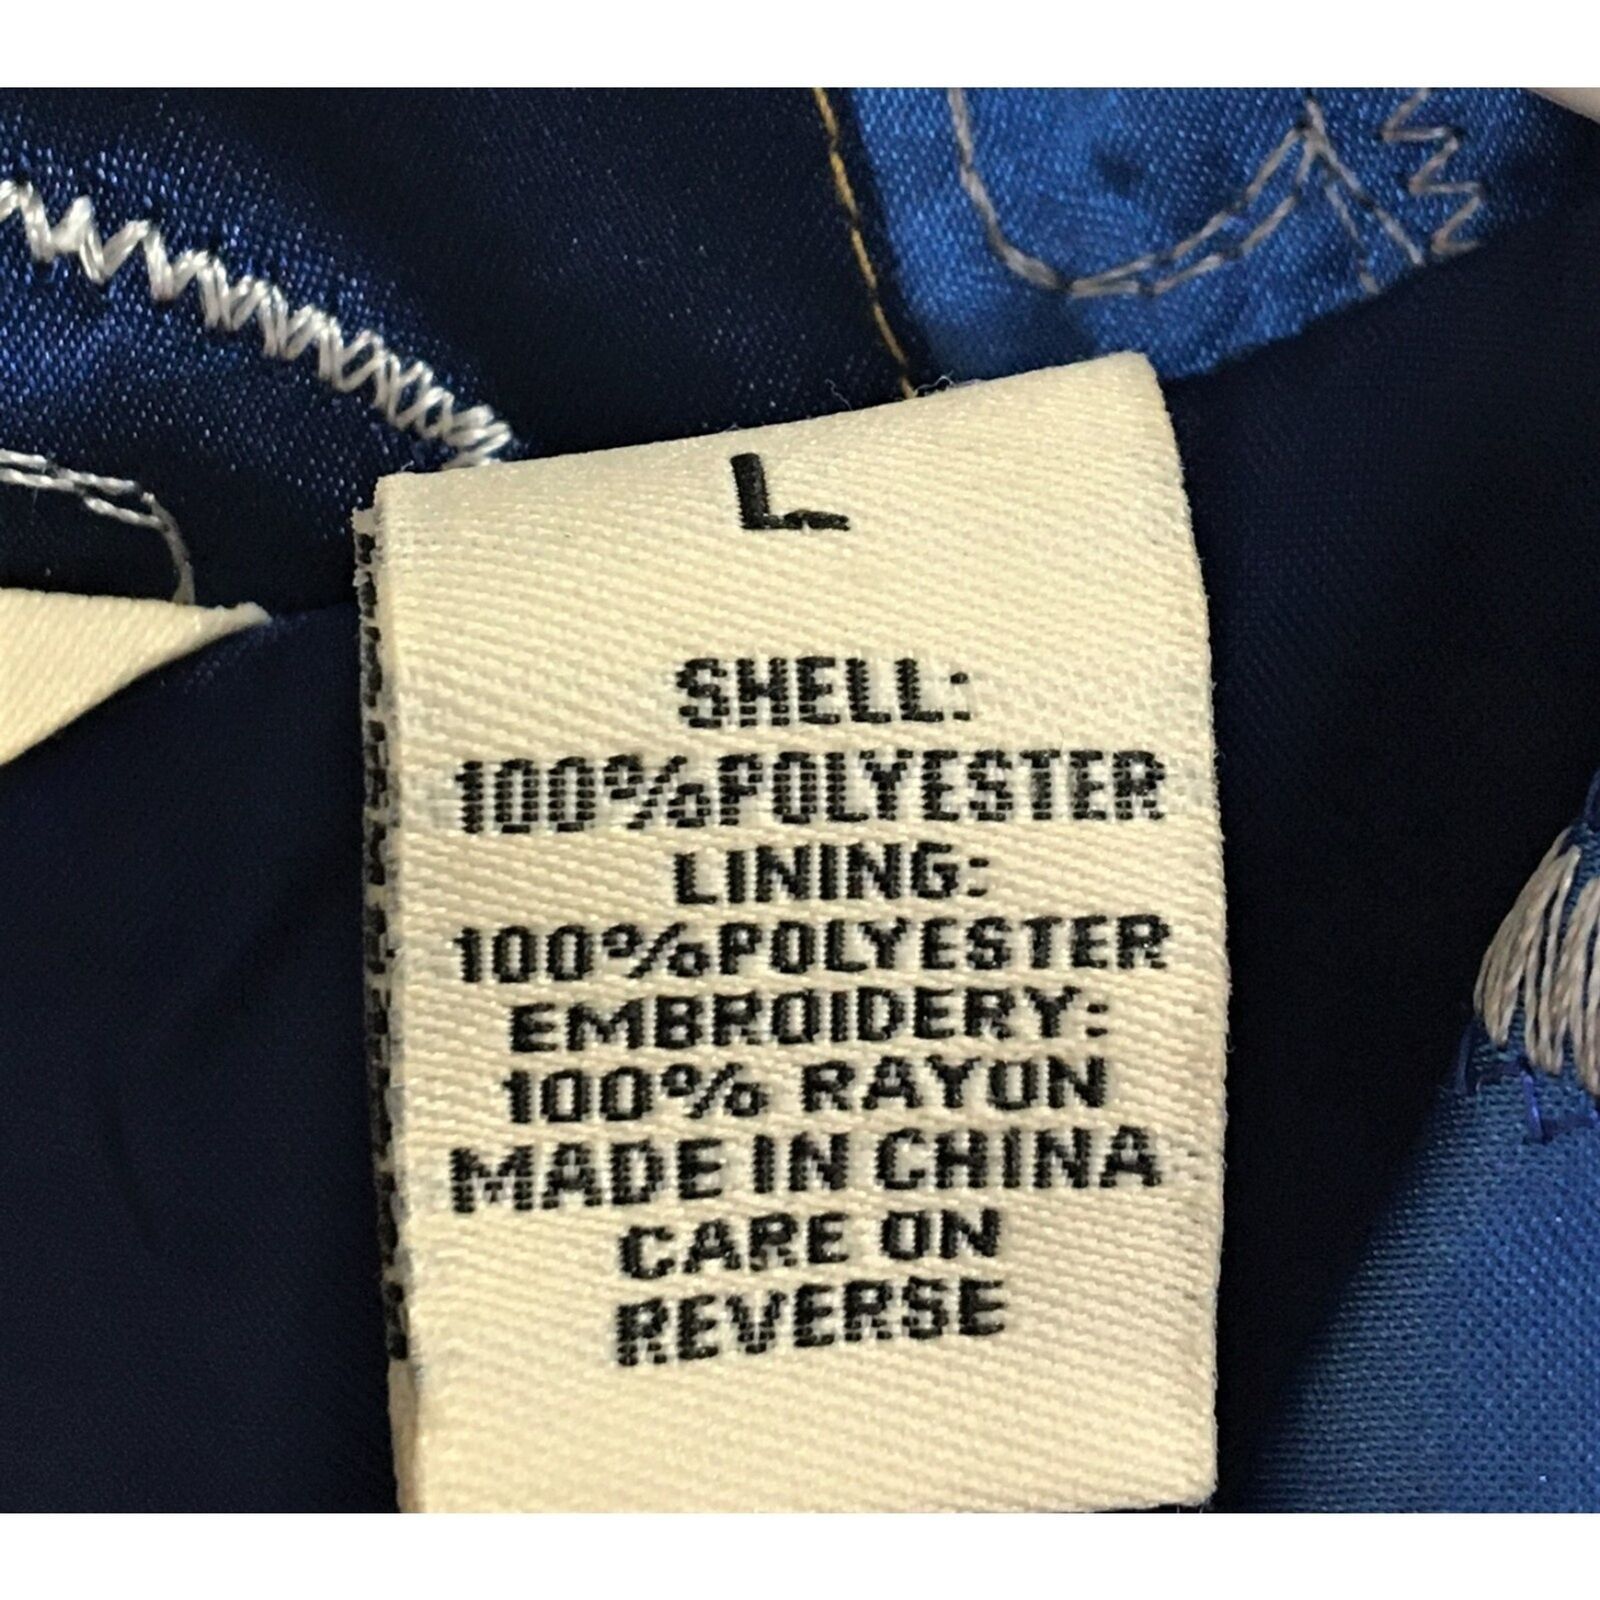 L
SHELL:
100%POLYESTER
LINING:
100%POLYESTER
EMBROIDERY:
100% RAYON
MADE IN CHINA
CARE ON
REVERSE